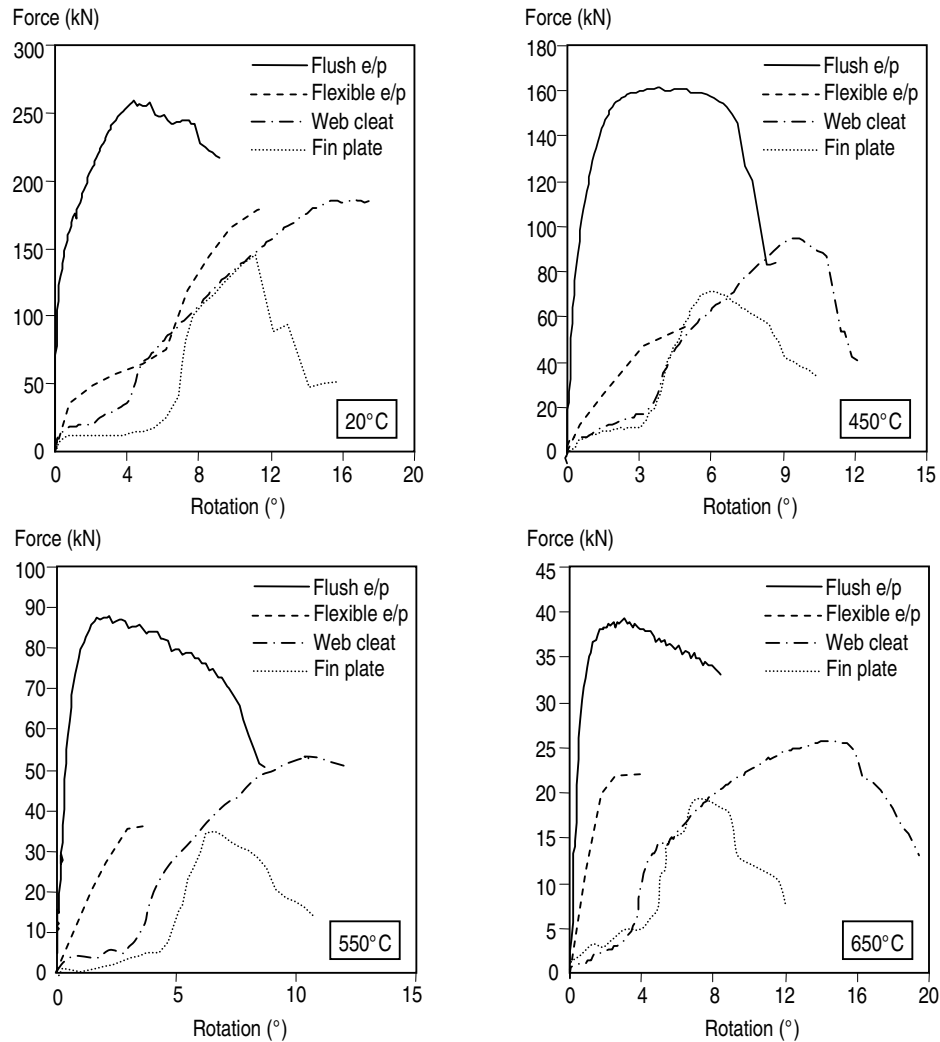 Force (kN)
300
250
200
150
100
50
0
0 4 8 12 16 20
Rotation (°)
Flush e/p
Flexible e/p
Web cleat
Fin plate
20°C
Force (kN)
180
160
140
120
100
80
60
40
20
0
0 3 6 9 12 15
Rotation (°)
Flush e/p
Flexible e/p
Web cleat
Fin plate
450°C
Force (kN)
100
90
80
70
60
50
40
30
20
10
0
0 5 10 15
Rotation (°)
Flush e/p
Flexible e/p
Web cleat
Fin plate
550°C
Force (kN)
45
40
35
30
25
20
15
10
5
0
0 4 8 12 16 20
Rotation (°)
Flush e/p
Flexible e/p
Web cleat
Fin plate
650°C